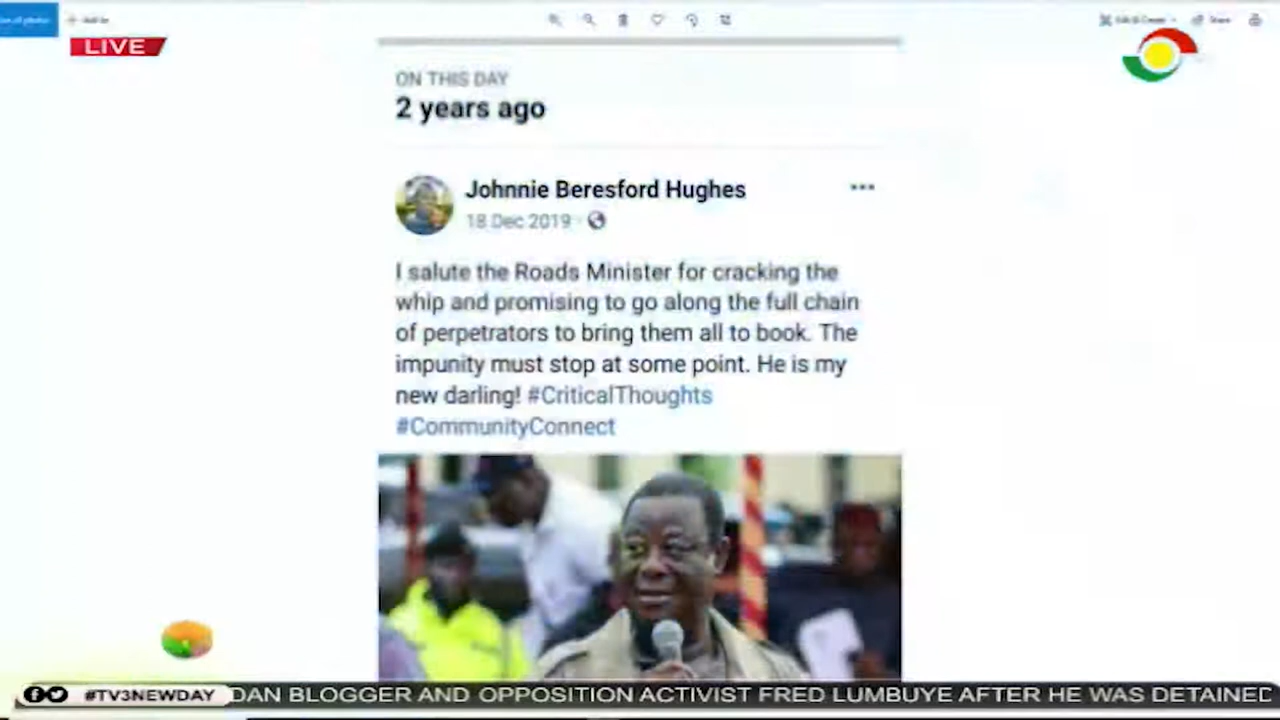 LIVE
ON THIS DAY
2 years ago
Johnnie Beresford Hughes
18 Dec 2019 ·
I salute the Roads Minister for cracking the
whip and promising to go along the full chain
of perpetrators to bring them all to book. The
impunity must stop at some point. He is my
new darling! #CriticalThoughts
#CommunityConnect
#TV3NEWDAY DAN BLOGGER AND OPPOSITION ACTIVIST FRED LUMBUYE AFTER HE WAS DETAINED